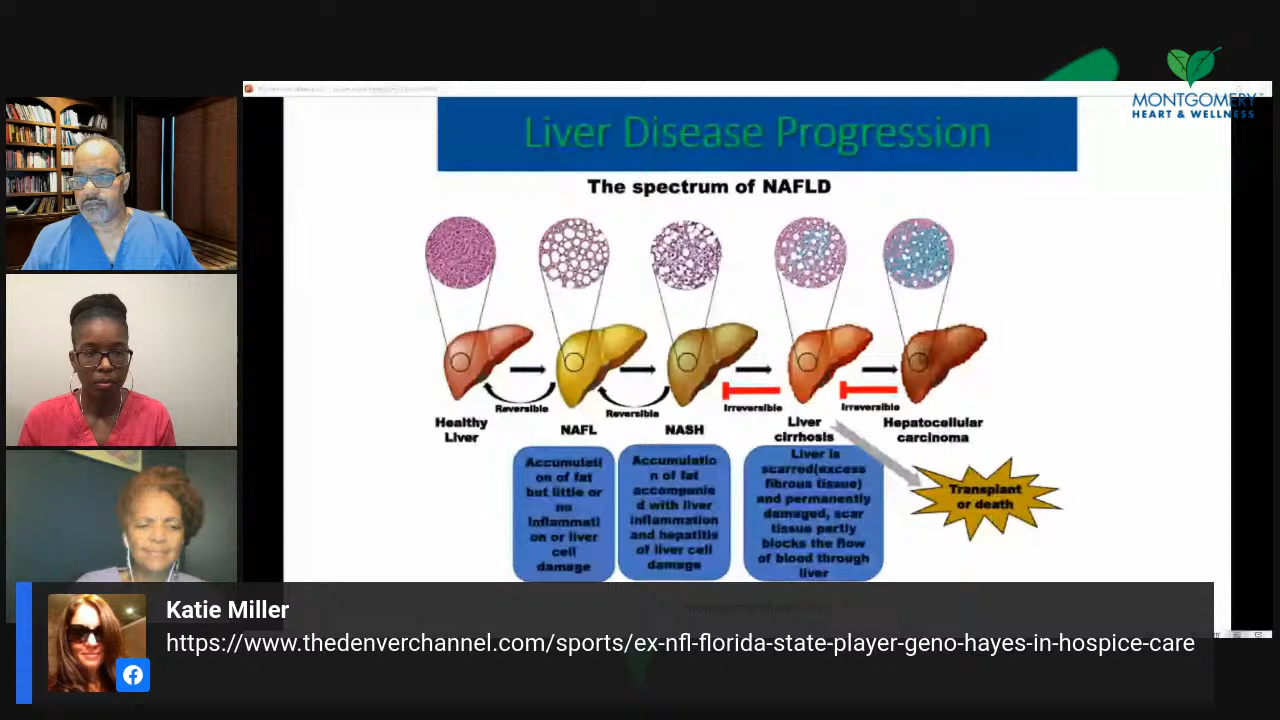 MONTGOMERY
HEART & WELLNESS
Liver Disease Progression
The spectrum of NAFLD
Reversible
Reversible
Irreversible
Irreversible
Healthy
Liver
NAFL
NASH
Liver
cirrhosis
Hepatocellular
carcinoma
Accumulati
on of fat
but little or
no
inflammati
on or liver
cell
damage
Accumulatio
n of fat
accompanie
d with liver
inflammation
and hepatitis
of liver cell
damage
Liver is
scarred(excess
fibrous tissue)
and permanently
damaged, scar
tissue partly
blocks the flow
of blood through
liver
Transplant
or death
Katie Miller
https://www.thedenverchannel.com/sports/ex-nfl-florida-state-player-geno-hayes-in-hospice-care